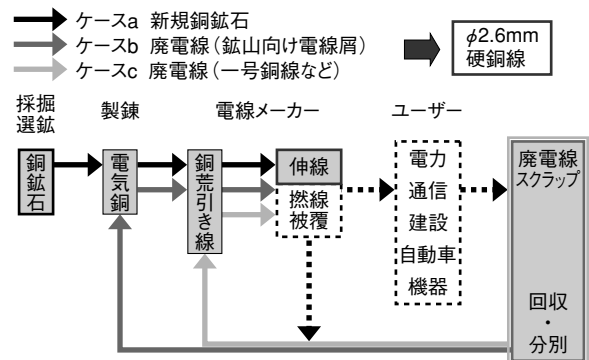 ケースa 新規銅鉱石
ケースb 廃電線（鉱山向け電線屑）
ケースc 廃電線（一号銅線など）
φ2.6mm
硬銅線
採掘
選鉱
製錬
電線メーカー
ユーザー
銅鉱石
電気銅
銅荒引き線
伸線
撚線
被覆
電力
通信
建設
自動車
機器
廃電線
スクラップ
回収
・
分別